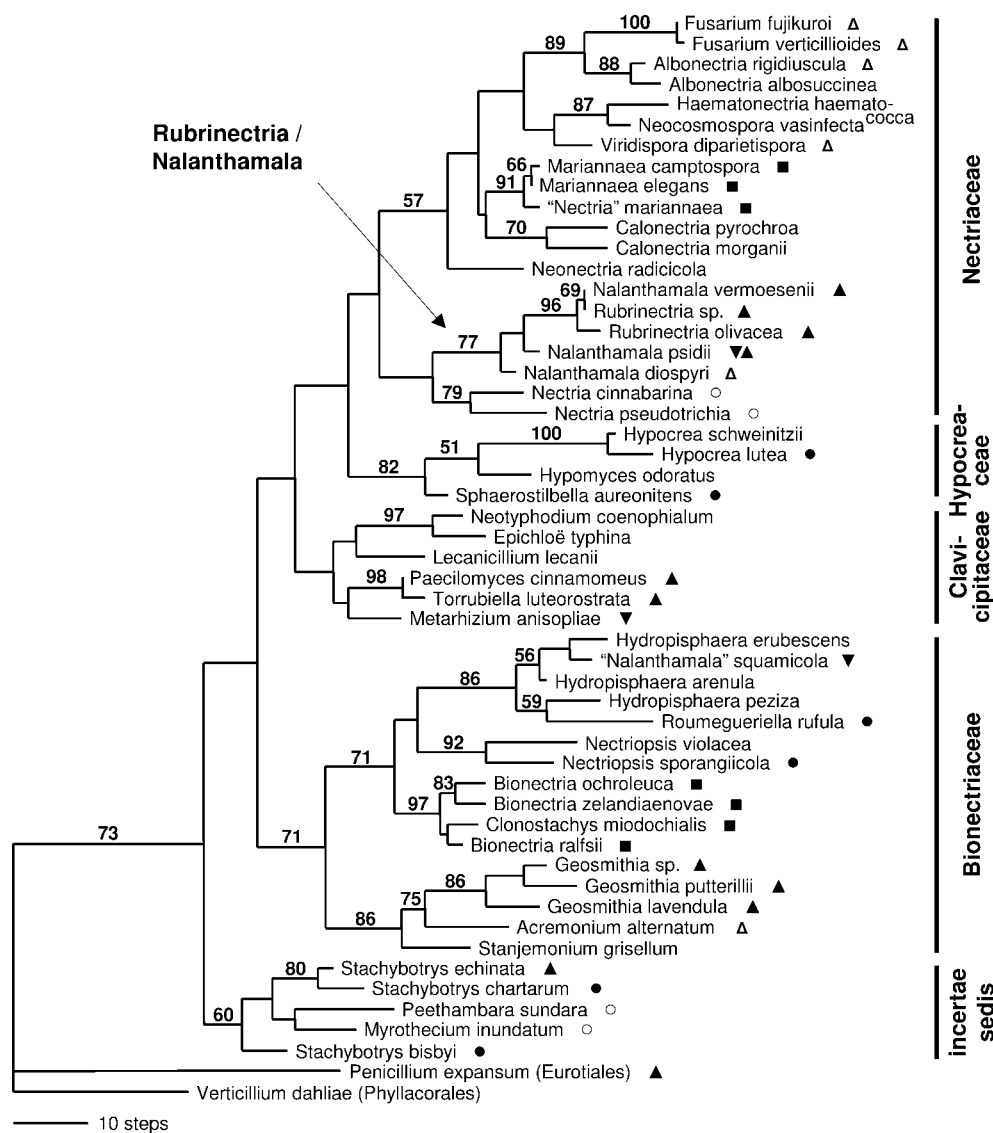 100
Fusarium fujikuroi Δ
89
Fusarium verticillioides Δ
88
Albonectria rigidiuscula Δ
Albonectria albosuccinea
87
Haematonectria haemato-
cocca
Neocosmospora vasinfecta
Viridispora diparietispora Δ
Rubrinectria /
Nalanthamala
66
Mariannaea camptospora ■
91
Mariannaea elegans ■
57
“Nectria” mariannaea ■
70
Calonectria pyrochroa
Calonectria morganii
Neonectria radicicola
69
Nalanthamala vermoesenii ▲
96
Rubrinectria sp. ▲
Rubrinectria olivacea ▲
77
Nalanthamala psidii ▼▲
Nalanthamala diospyri Δ
79
Nectria cinnabarina ○
Nectria pseudotrichia ○
Nectriaceae
100
Hypocrea schweinitzii
51
Hypocrea lutea ●
82
Hypomyces odoratus
Sphaerostilbella aureonitens ●
Hypocrea-
ceae
97
Neotyphodium coenophialum
Epichloë typhina
Lecanicillium lecanii
98
Paecilomyces cinnamomeus ▲
Torrubiella luteorostrata ▲
Metarhizium anisopliae ▼
Clavi-
cipitaceae
Hydropisphaera erubescens
56
“Nalanthamala” squamicola ▼
86
Hydropisphaera arenula
59
Hydropisphaera peziza
Roumegueriella rufula ●
92
Nectriopsis violacea
Nectriopsis sporangiicola ●
71
83
Bionectria ochroleuca ■
97
Bionectria zelandiaenovae ■
Clonostachys miodochialis ■
Bionectria ralfsii ■
73
71
Geosmithia sp. ▲
86
Geosmithia putterillii ▲
75
Geosmithia lavendula ▲
86
Acremonium alternatum Δ
Stanjemonium grisellum
Bionectriaceae
80
Stachybotrys echinata ▲
Stachybotrys chartarum ●
60
Peethambara sundara ○
Myrothecium inundatum ○
Stachybotrys bisbyi ●
incertae
sedis
Penicillium expansum (Eurotiales) ▲
Verticillium dahliae (Phyllacorales)
10 steps